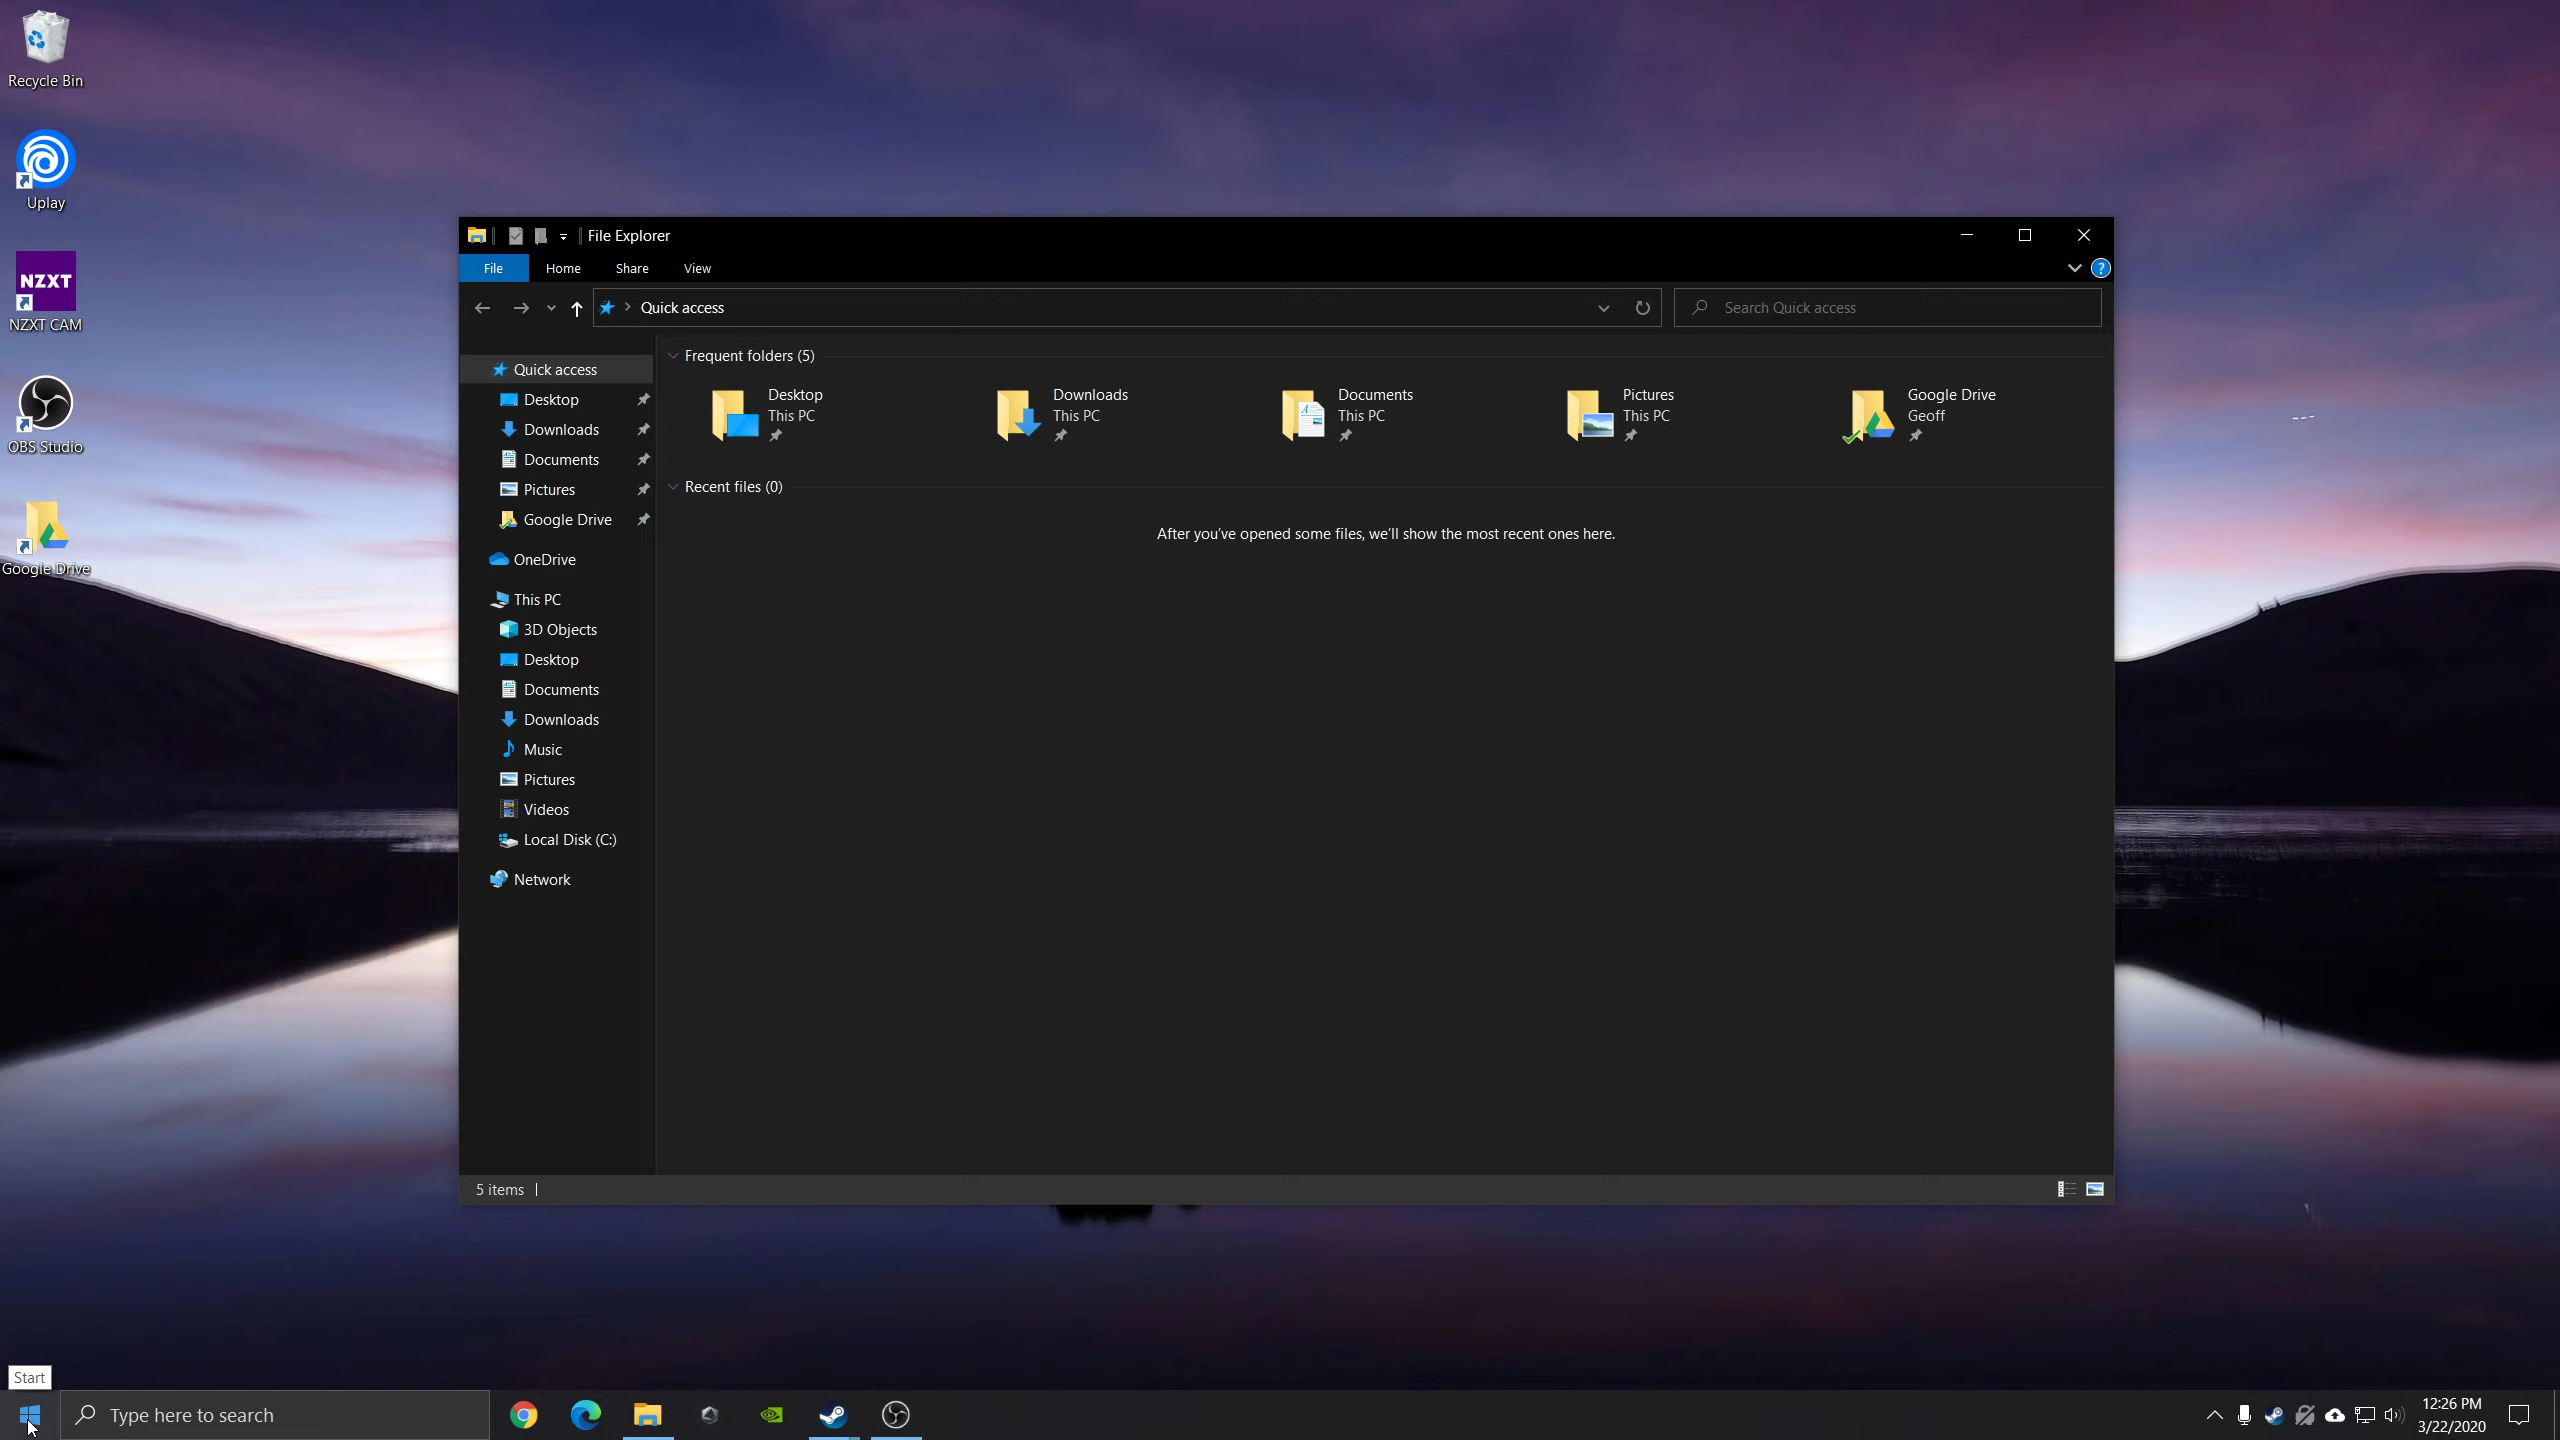 Recycle Bin
Uplay
NZXT
NZXT CAM
OBS Studio
Google Drive
File Explorer
File Home Share View
Quick access
Search Quick access
Quick access
Desktop
Downloads
Documents
Pictures
Google Drive
OneDrive
This PC
3D Objects
Desktop
Documents
Downloads
Music
Pictures
Videos
Local Disk (C:)
Network
Frequent folders (5)
Desktop
This PC
Downloads
This PC
Documents
This PC
Pictures
This PC
Google Drive
Geoff
Recent files (0)
After you've opened some files, we'll show the most recent ones here.
5 items
Start
Type here to search
12:26 PM
3/22/2020